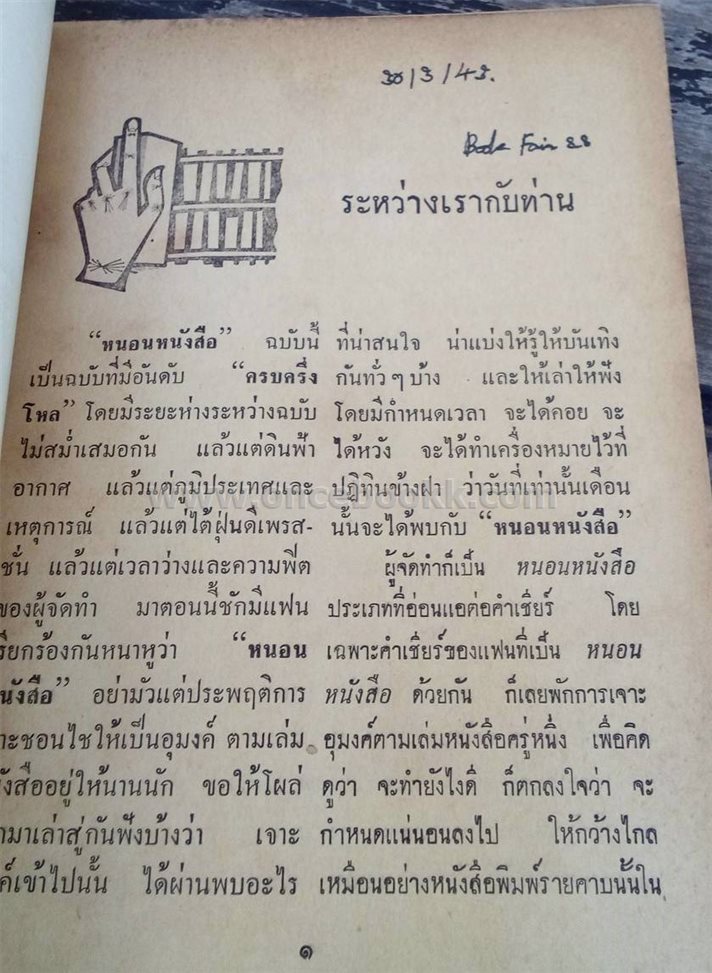 Book Fair
ระหว่างเรากับท่าน
“หนอนหนังสือ” ฉบับนี้
เป็นฉบับที่มีอันดับ “ครบครึ่ง
โหล” โดยมีระยะห่างระหว่างฉบับ
ไม่สม่ำเสมอกัน แล้วแต่ดินฟ้า
อากาศ แล้วแต่ภูมิประเทศและ
เหตุการณ์ แล้วแต่ไต้ฝุ่นดีเพรส-
ชั่น แล้วแต่เวลาว่างและความฟิต
ของผู้จัดทำ มาตอนนี้ชักมีแฟน
รียกร้องกันหนาหูว่า “หนอน
นังสือ” อย่ามัวแต่ประพฤติการ
าะชอนไชให้เป็นอุมงค์ ตามเล่ม
ังสืออยู่ให้นานนัก ขอให้โผล่
ามาเล่าสู่กันฟังบ้างว่า เจาะ
ค์เข้าไปนั้น ได้ผ่านพบอะไร
ที่น่าสนใจ น่าแบ่งให้รู้ให้บันเทิง
กันทั่ว ๆ บ้าง และให้เล่าให้ฟัง
โดยมีกำหนดเวลา จะได้คอย จะ
ได้หวัง จะได้ทำเครื่องหมายไว้ที่
ปฏิทินข้างฝา ว่าวันที่เท่านั้นเดือน
นั้นจะได้พบกับ “หนอนหนังสือ”
ผู้จัดทำก็เป็น หนอนหนังสือ
ประเภทที่อ่อนแอต่อคำเชียร์ โดย
เฉพาะคำเชียร์ของแฟนที่เป็น หนอน
หนังสือ ด้วยกัน ก็เลยพักการเจาะ
อุมงค์ตามเล่มหนังสือครู่หนึ่ง เพื่อคิด
ดูว่า จะทำยังไงดี ก็ตกลงใจว่า จะ
กำหนดแน่นอนลงไป ให้กว้างไกล
เหมือนอย่างหนังสือพิมพ์รายคาบนั้นใน
๑